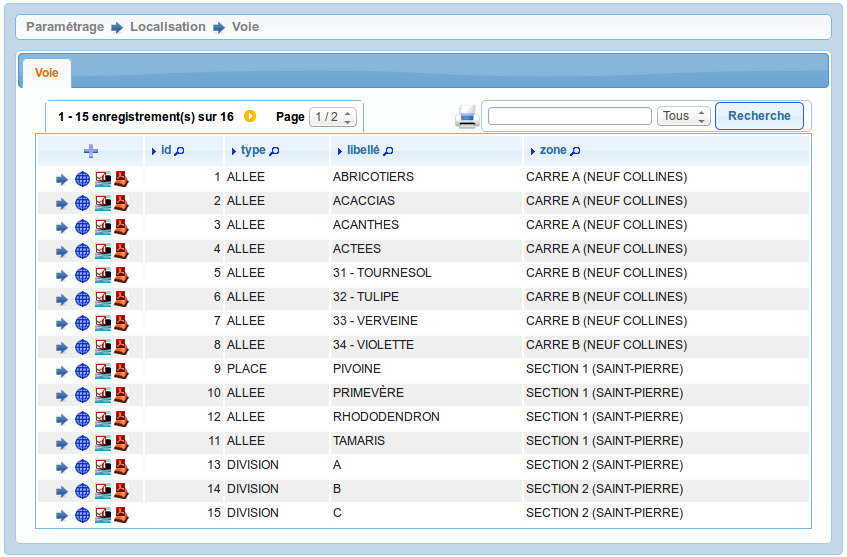 Paramétrage Localisation Voie
Voie
1 - 15 enregistrement(s) sur 16 Page 1 / 2 Tous Recherche
id type libellé zone
1 ALLEE ABRICOTIERS CARRE A (NEUF COLLINES)
2 ALLEE ACACCIAS CARRE A (NEUF COLLINES)
3 ALLEE ACANTHES CARRE A (NEUF COLLINES)
4 ALLEE ACTEES CARRE A (NEUF COLLINES)
5 ALLEE 31 - TOURNESOL CARRE B (NEUF COLLINES)
6 ALLEE 32 - TULIPE CARRE B (NEUF COLLINES)
7 ALLEE 33 - VERVEINE CARRE B (NEUF COLLINES)
8 ALLEE 34 - VIOLETTE CARRE B (NEUF COLLINES)
9 PLACE PIVOINE SECTION 1 (SAINT-PIERRE)
10 ALLEE PRIMEVÈRE SECTION 1 (SAINT-PIERRE)
12 ALLEE RHODODENDRON SECTION 1 (SAINT-PIERRE)
11 ALLEE TAMARIS SECTION 1 (SAINT-PIERRE)
13 DIVISION A SECTION 2 (SAINT-PIERRE)
14 DIVISION B SECTION 2 (SAINT-PIERRE)
15 DIVISION C SECTION 2 (SAINT-PIERRE)